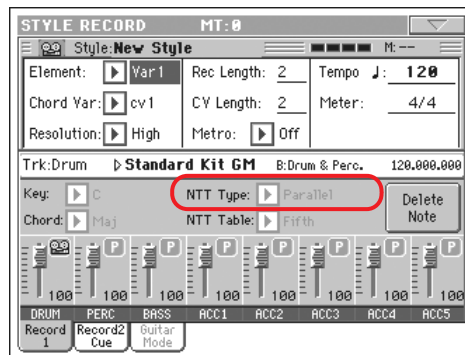 STYLE RECORD MT:0
Style:New Style M: --
Element: Var1 Rec Length: 2 Tempo ♩: 120
Chord Var: cv1 CV Length: 2 Meter: 4/4
Resolution: High Metro: Off
Trk:Drum Standard Kit GM B:Drum & Perc. 120.000.000
Key: C NTT Type: Parallel Delete Note
Chord: Maj NTT Table: Fifth
P P P P P P P
100 100 100 100 100 100 100 100
DRUM PERC BASS ACC1 ACC2 ACC3 ACC4 ACC5
Record 1 Record2 Cue Guitar Mode